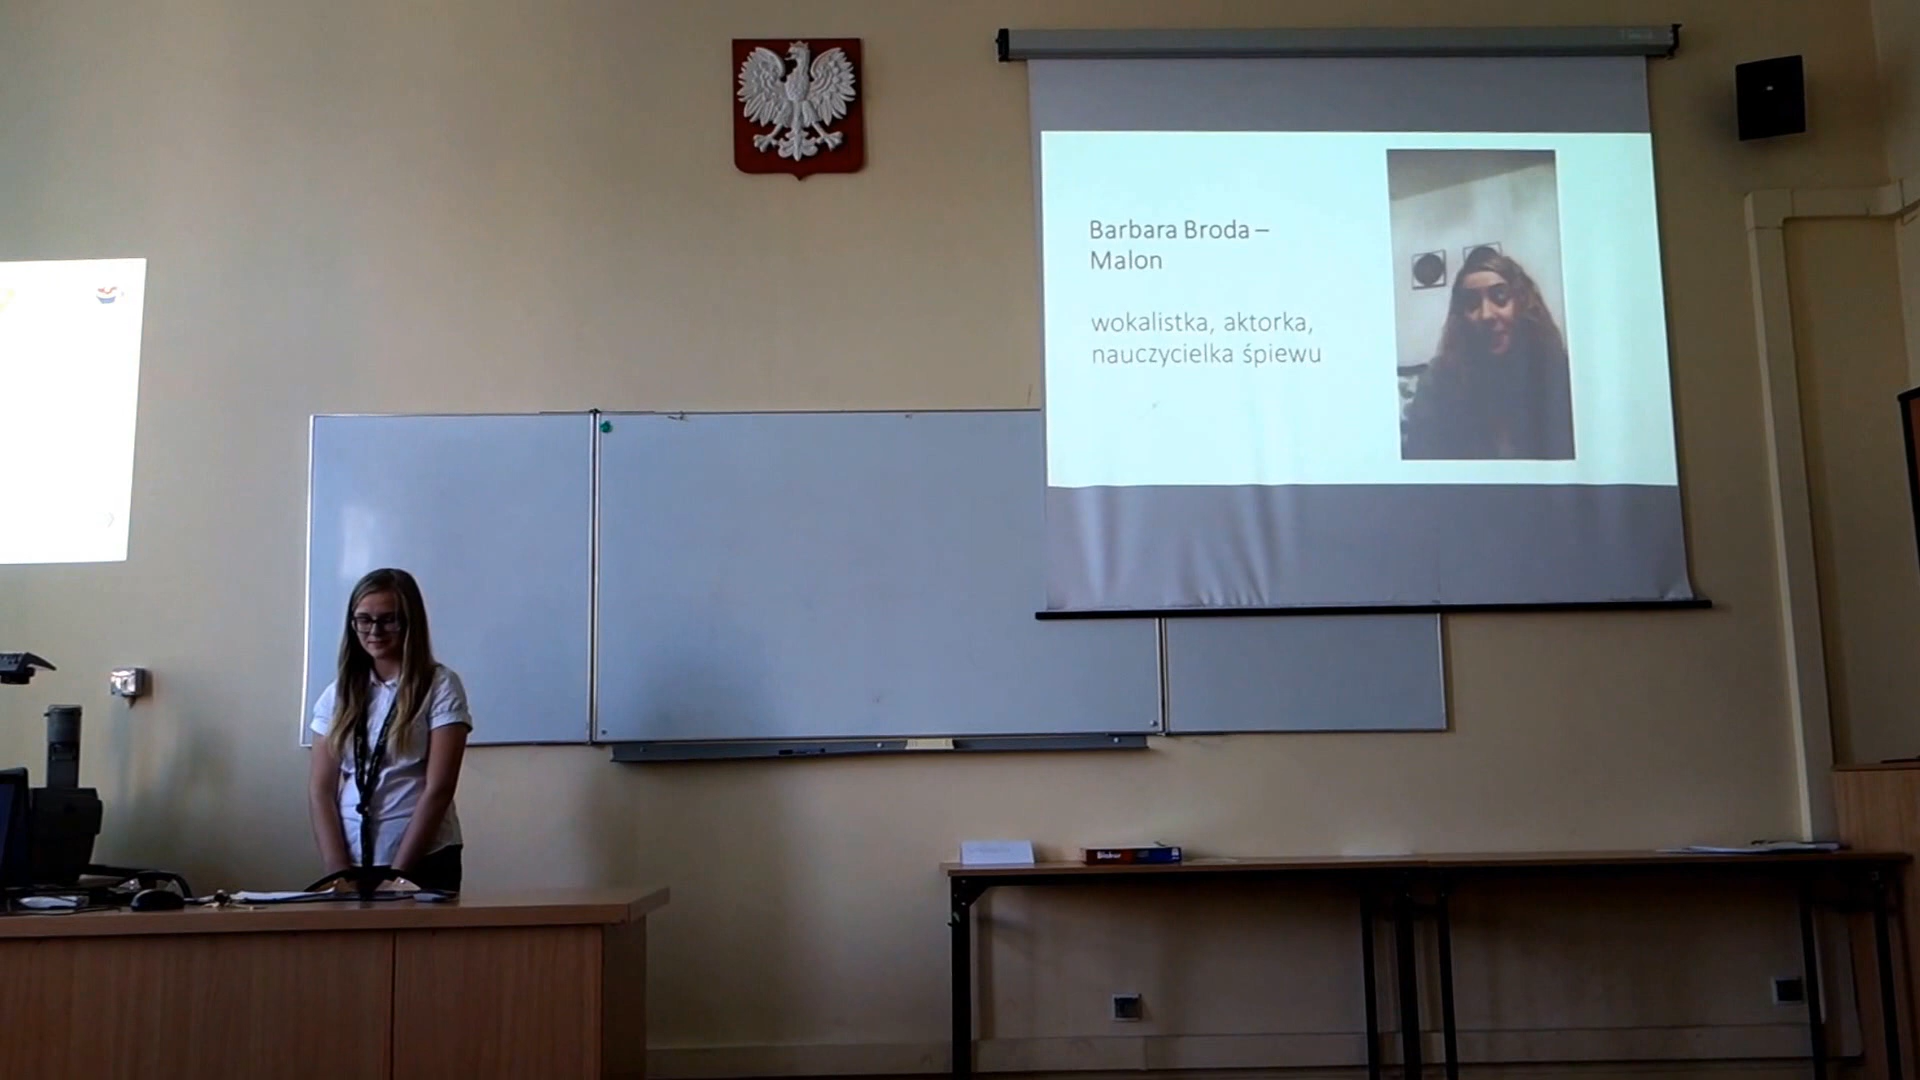 Barbara Broda –
Malon
wokalistka, aktorka,
nauczycielka śpiewu